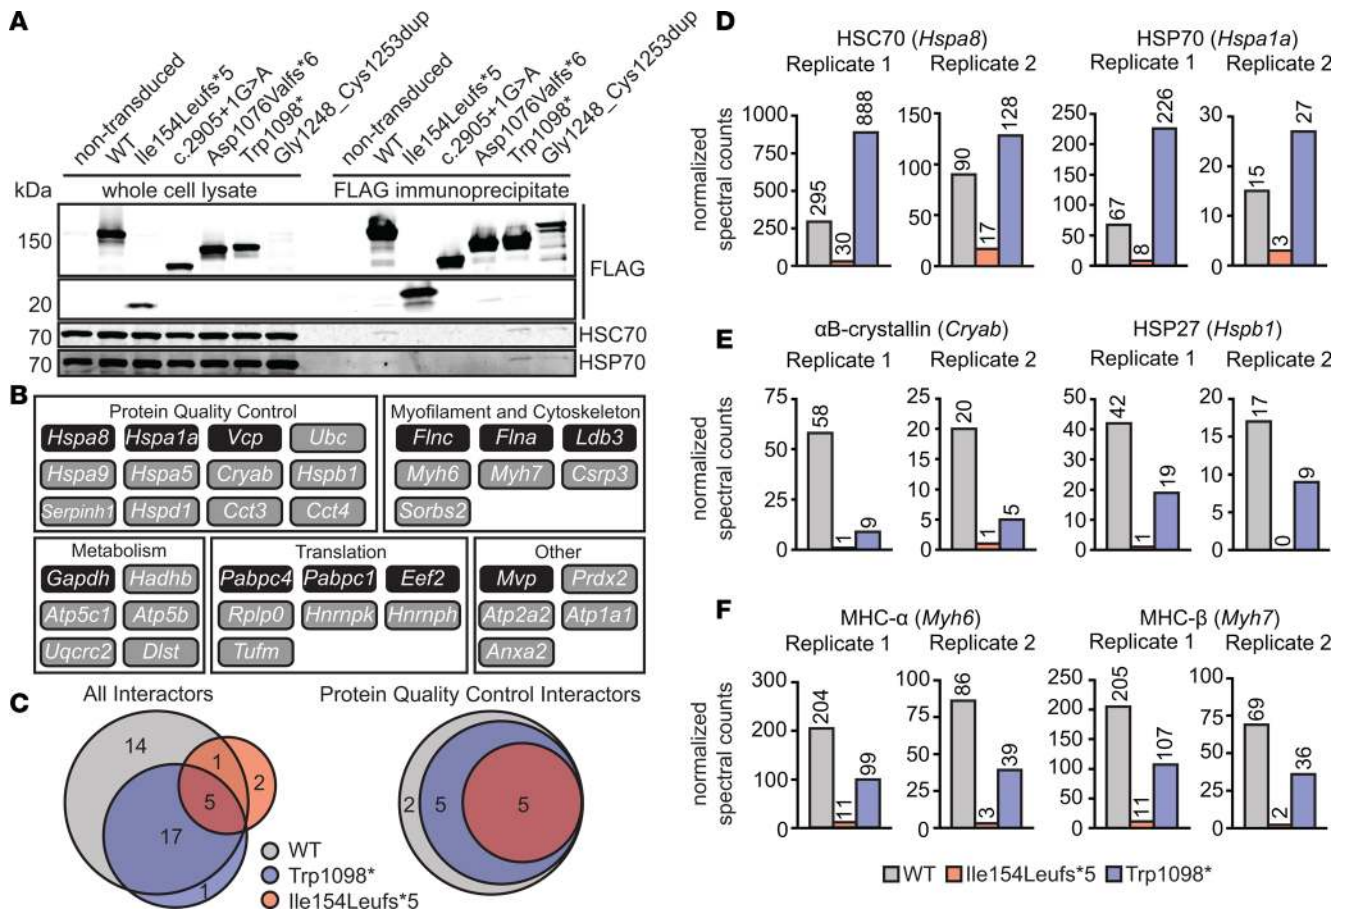 A
non-transduced
WT
Ile154Leufs*5
c.2905+1G>A
Asp1076Valfs*6
Trp1098*
Gly1248_Cys1253dup
non-transduced
WT
Ile154Leufs*5
c.2905+1G>A
Asp1076Valfs*6
Trp1098*
Gly1248_Cys1253dup
kDa
whole cell lysate
FLAG immunoprecipitate
150
FLAG
20
70
HSC70
70
HSP70
B
Protein Quality Control
Hspa8 Hspa1a Vcp Ubc
Hspa9 Hspa5 Cryab Hspb1
Serpinh1 Hspd1 Cct3 Cct4
Myofilament and Cytoskeleton
Flnc Flna Ldb3
Myh6 Myh7 Csrp3
Sorbs2
Metabolism
Gapdh Hadhb
Atp5c1 Atp5b
Uqcrc2 Dlst
Translation
Pabpc4 Pabpc1 Eef2
Rplp0 Hnrnpk Hnrnph
Tufm
Other
Mvp Prdx2
Atp2a2 Atp1a1
Anxa2
C
All Interactors
14
1
2
5
17
1
WT
Trp1098*
Ile154Leufs*5
Protein Quality Control Interactors
2
5
5
D
HSC70 (Hspa8)
Replicate 1
normalized
spectral counts
1000
750
500
250
0
295
30
888
Replicate 2
150
100
50
0
90
17
128
HSP70 (Hspa1a)
Replicate 1
250
200
150
100
50
0
67
8
226
Replicate 2
30
20
10
0
15
3
27
E
αB-crystallin (Cryab)
Replicate 1
normalized
spectral counts
75
50
25
0
58
1
9
Replicate 2
25
20
15
10
5
0
20
1
5
HSP27 (Hspb1)
Replicate 1
50
40
30
20
10
0
42
1
19
Replicate 2
20
15
10
5
0
17
0
9
F
MHC-α (Myh6)
Replicate 1
normalized
spectral counts
300
200
100
0
204
11
99
Replicate 2
100
75
50
25
0
86
3
39
MHC-β (Myh7)
Replicate 1
250
200
150
100
50
0
205
11
107
Replicate 2
100
75
50
25
0
69
2
36
WT Ile154Leufs*5 Trp1098*